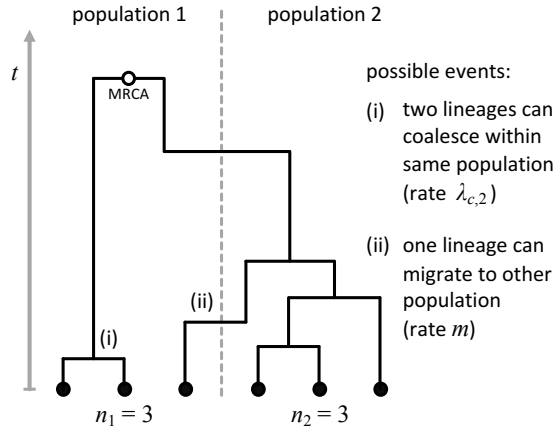 population 1
population 2
t
MRCA
possible events:
(i) two lineages can
coalesce within
same population
(rate λc,2)
(ii) one lineage can
migrate to other
population
(rate m)
(ii)
(i)
n1 = 3
n2 = 3